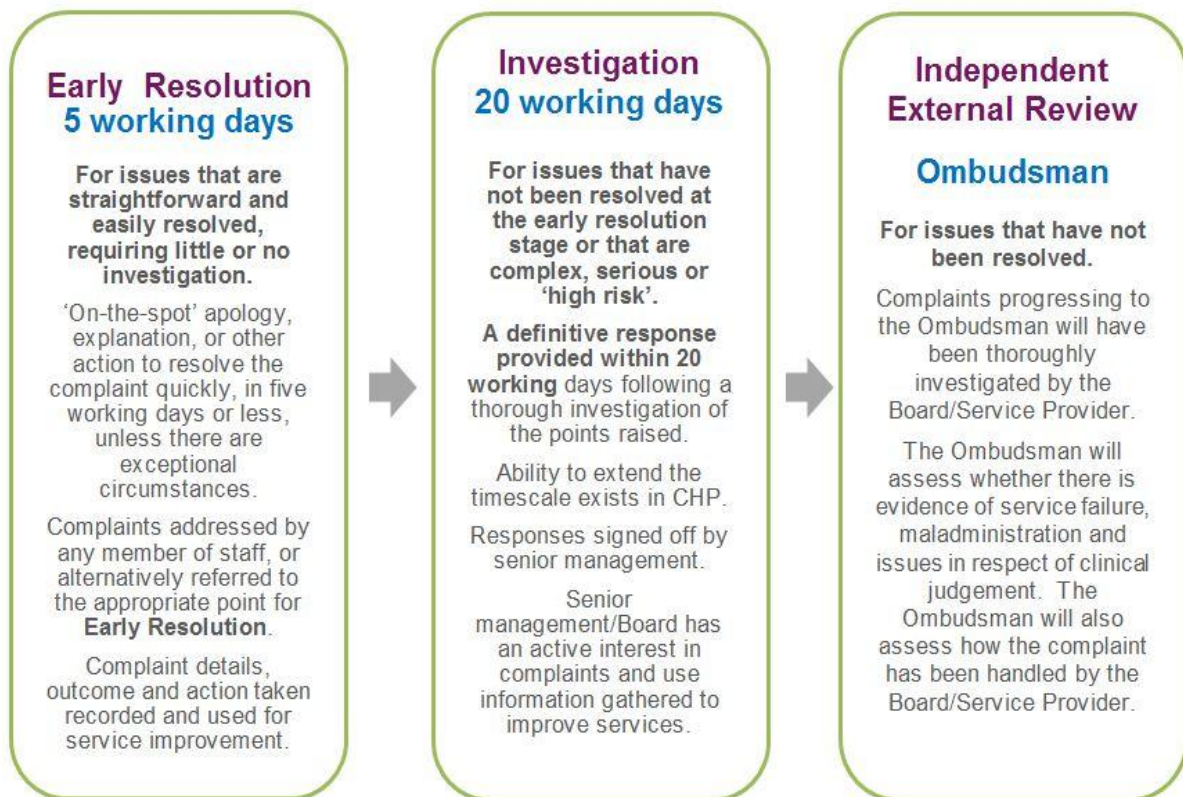 Early Resolution
5 working days
For issues that are
straightforward and
easily resolved,
requiring little or no
investigation.
‘On-the-spot’ apology,
explanation, or other
action to resolve the
complaint quickly, in five
working days or less,
unless there are
exceptional
circumstances.
Complaints addressed by
any member of staff, or
alternatively referred to
the appropriate point for
Early Resolution.
Complaint details,
outcome and action taken
recorded and used for
service improvement.
Investigation
20 working days
For issues that have
not been resolved at
the early resolution
stage or that are
complex, serious or
‘high risk’.
A definitive response
provided within 20
working days following a
thorough investigation of
the points raised.
Ability to extend the
timescale exists in CHP.
Responses signed off by
senior management.
Senior
management/Board has
an active interest in
complaints and use
information gathered to
improve services.
Independent
External Review
Ombudsman
For issues that have not
been resolved.
Complaints progressing to
the Ombudsman will have
been thoroughly
investigated by the
Board/Service Provider.
The Ombudsman will
assess whether there is
evidence of service failure,
maladministration and
issues in respect of clinical
judgement. The
Ombudsman will also
assess how the complaint
has been handled by the
Board/Service Provider.